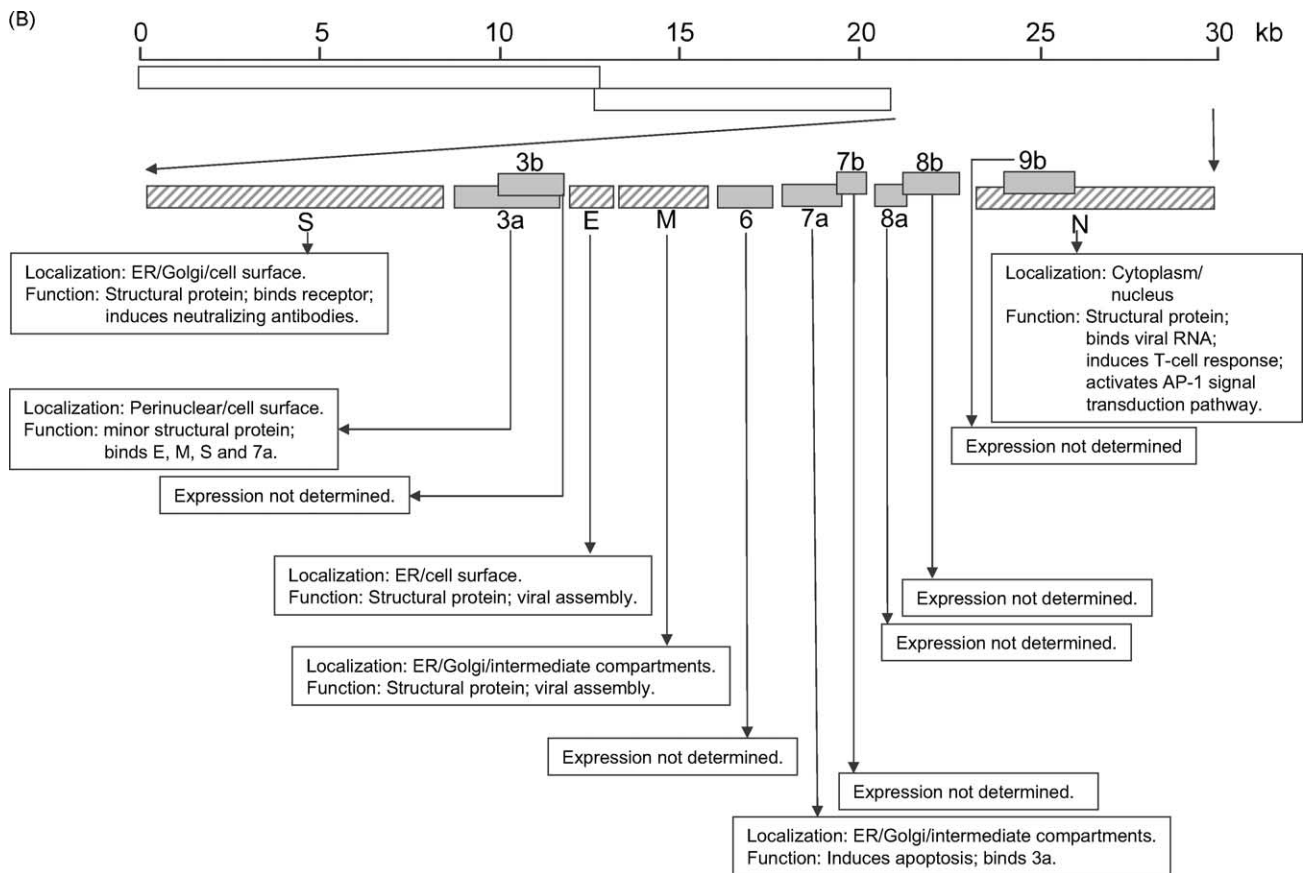 (B)
0 5 10 15 20 25 30 kb
3b 7b 8b 9b
S 3a E M 6 7a 8a N
Localization: ER/Golgi/cell surface.
Function: Structural protein; binds receptor;
induces neutralizing antibodies.
Localization: Cytoplasm/
nucleus
Function: Structural protein;
binds viral RNA;
induces T-cell response;
activates AP-1 signal
transduction pathway.
Localization: Perinuclear/cell surface.
Function: minor structural protein;
binds E, M, S and 7a.
Expression not determined
Expression not determined.
Localization: ER/cell surface.
Function: Structural protein; viral assembly.
Expression not determined.
Expression not determined.
Localization: ER/Golgi/intermediate compartments.
Function: Structural protein; viral assembly.
Expression not determined.
Expression not determined.
Localization: ER/Golgi/intermediate compartments.
Function: Induces apoptosis; binds 3a.